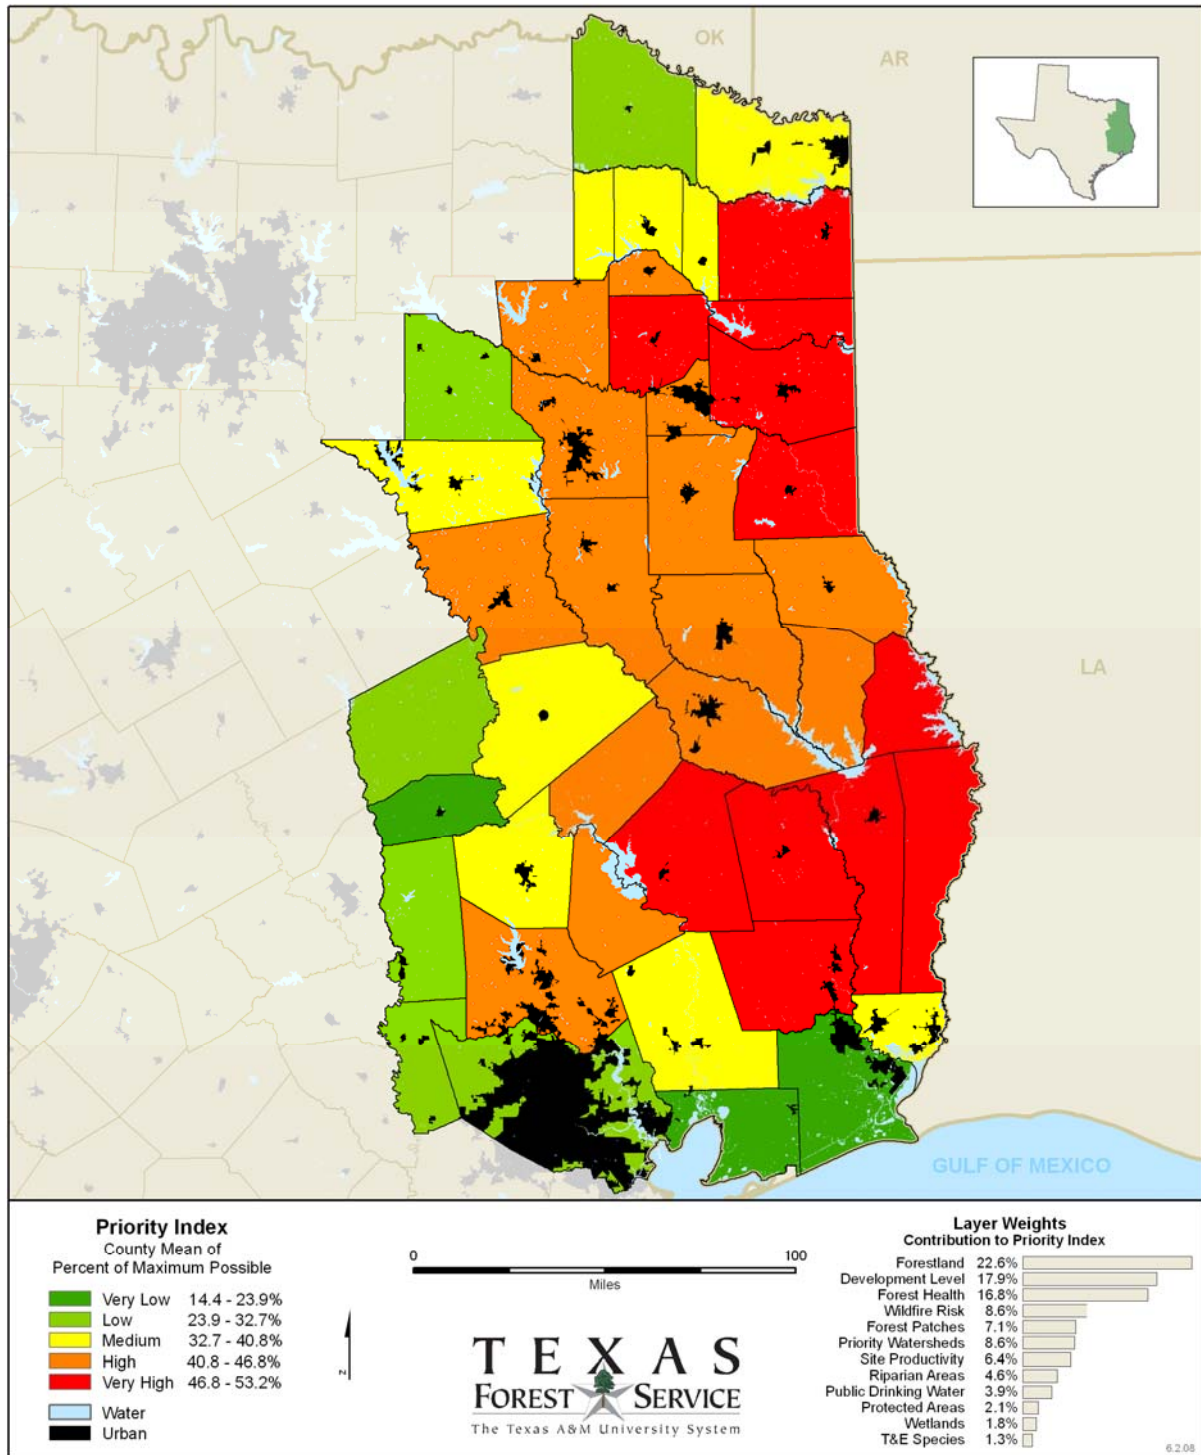 OK
AR
LA
GULF OF MEXICO
Priority Index
County Mean of
Percent of Maximum Possible
Very Low 14.4 - 23.9%
Low 23.9 - 32.7%
Medium 32.7 - 40.8%
High 40.8 - 46.8%
Very High 46.8 - 53.2%
Water
Urban
0 100
Miles
N
TEXAS
FOREST SERVICE
The Texas A&M University System
Layer Weights
Contribution to Priority Index
Forestland 22.6%
Development Level 17.9%
Forest Health 16.8%
Wildfire Risk 8.6%
Forest Patches 7.1%
Priority Watersheds 8.6%
Site Productivity 6.4%
Riparian Areas 4.6%
Public Drinking Water 3.9%
Protected Areas 2.1%
Wetlands 1.8%
T&E Species 1.3%
6.2.08